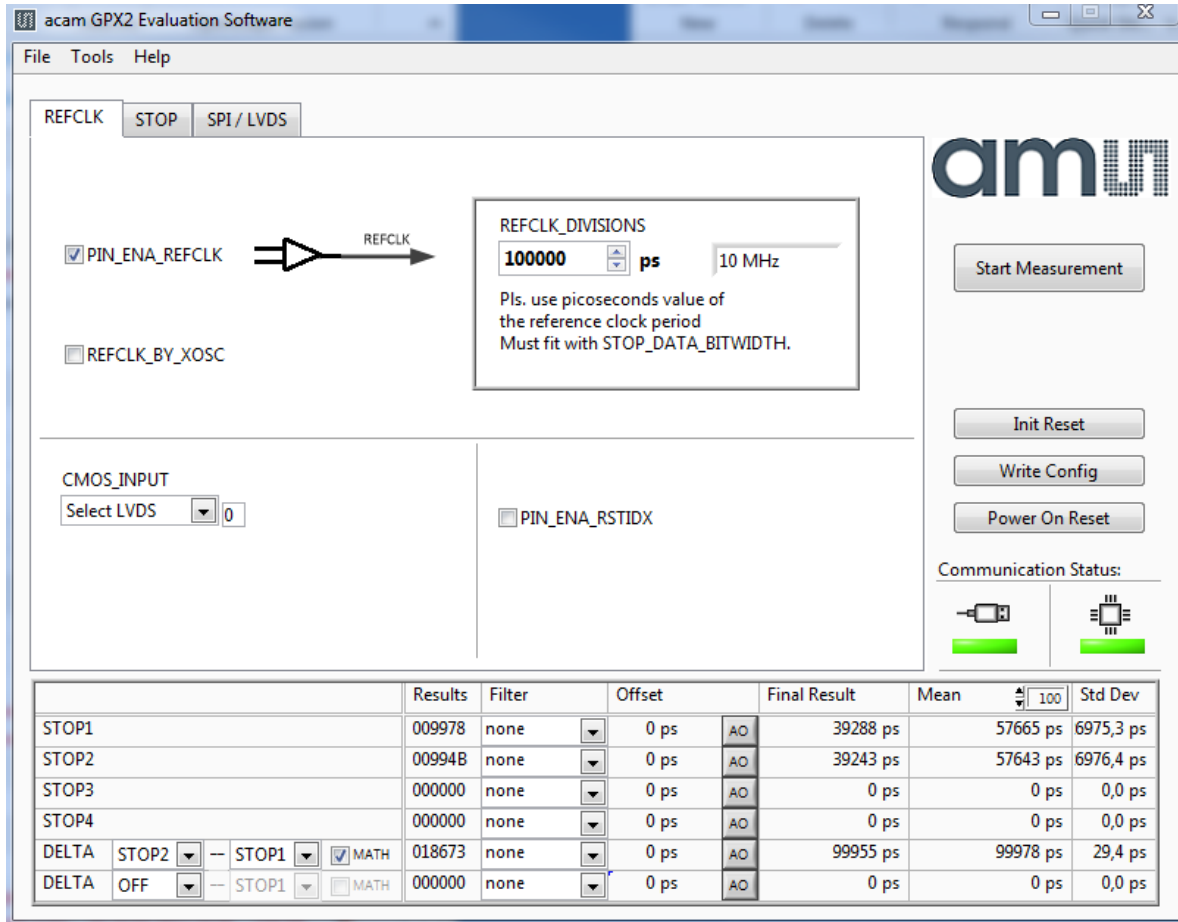 acam GPX2 Evaluation Software
File Tools Help
REFCLK STOP SPI / LVDS
amu
PIN_ENA_REFCLK
REFCLK
REFCLK_DIVISIONS
100000 ps 10 MHz
Pls. use picoseconds value of
the reference clock period
Must fit with STOP_DATA_BITWIDTH.
REFCLK_BY_XOSC
Start Measurement
CMOS_INPUT
Select LVDS 0
PIN_ENA_RSTIDX
Init Reset
Write Config
Power On Reset
Communication Status:
Results Filter Offset Final Result Mean 100 Std Dev
STOP1 009978 none 0 ps AO 39288 ps 57665 ps 6975,3 ps
STOP2 00994B none 0 ps AO 39243 ps 57643 ps 6976,4 ps
STOP3 000000 none 0 ps AO 0 ps 0 ps 0,0 ps
STOP4 000000 none 0 ps AO 0 ps 0 ps 0,0 ps
DELTA STOP2 -- STOP1 MATH 018673 none 0 ps AO 99955 ps 99978 ps 29,4 ps
DELTA OFF -- STOP1 MATH 000000 none 0 ps AO 0 ps 0 ps 0,0 ps